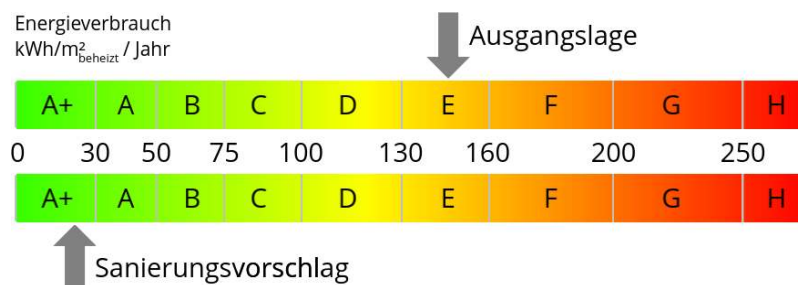 Energieverbrauch
kWh/m²beheizt / Jahr
Ausgangslage
A+ A B C D E F G H
0 30 50 75 100 130 160 200 250
A+ A B C D E F G H
Sanierungsvorschlag